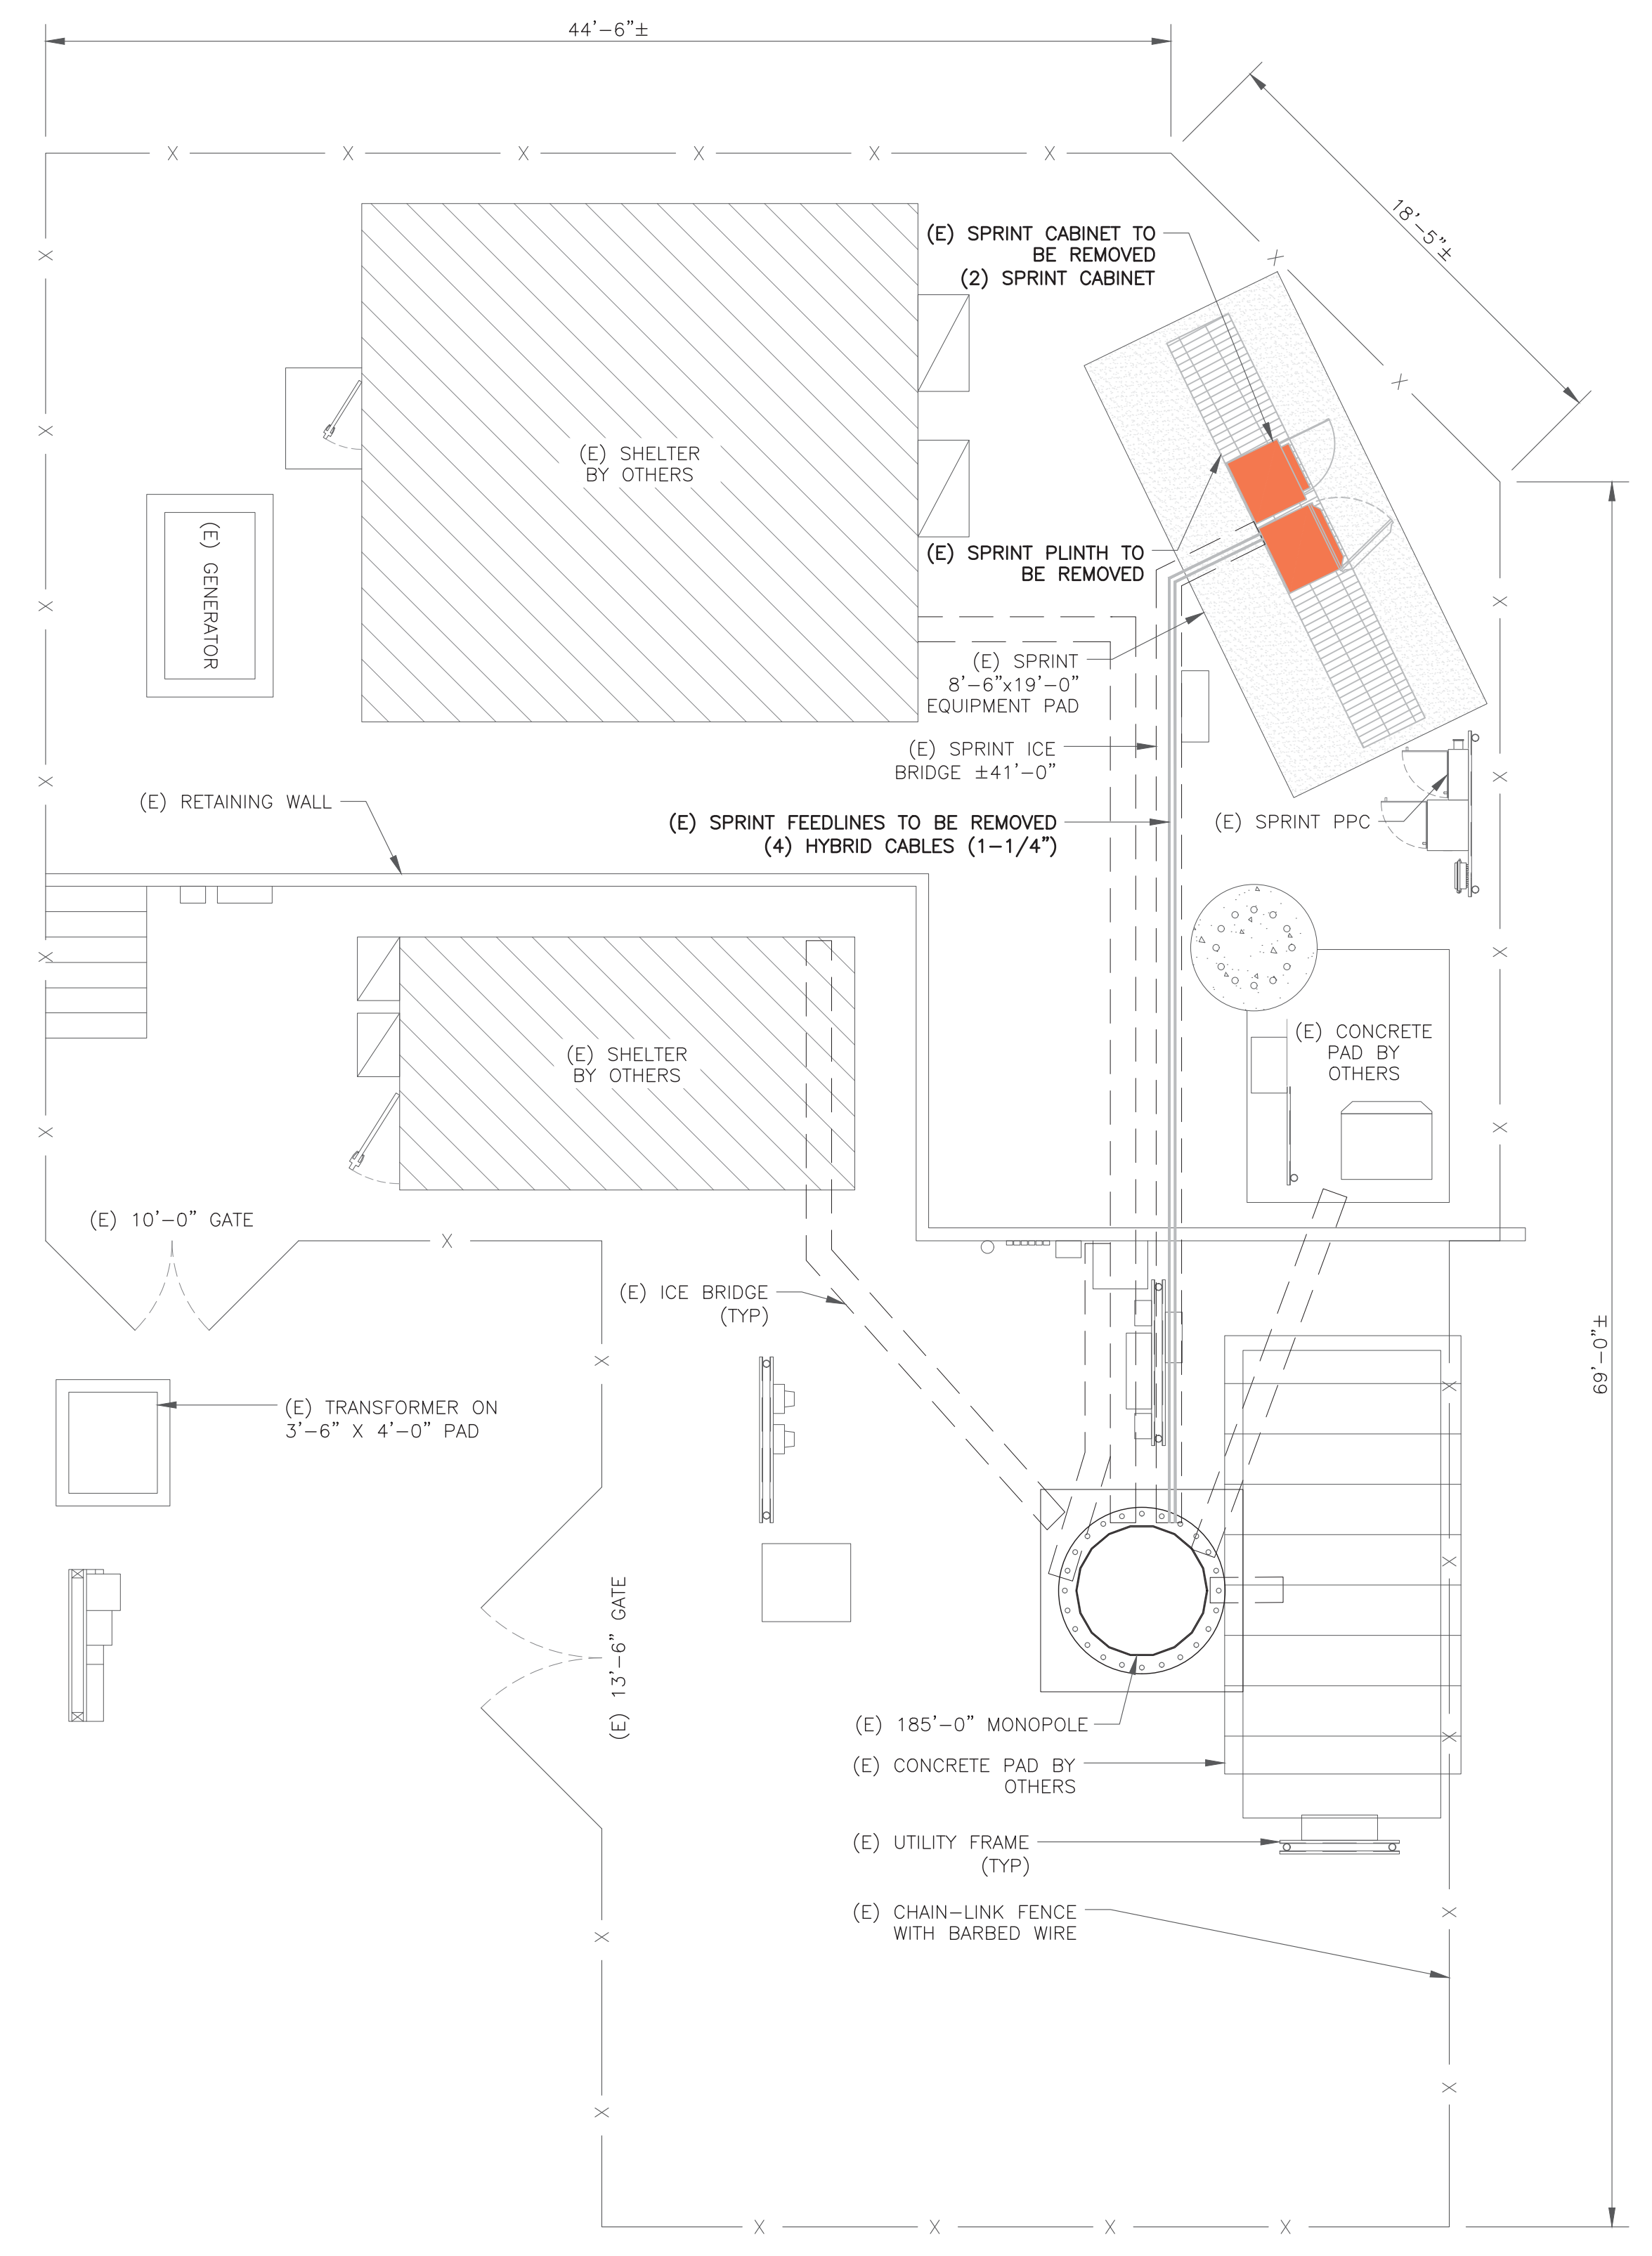 44'-6"±
18'-5"±
(E) SPRINT CABINET TO
BE REMOVED
(2) SPRINT CABINET
(E) SHELTER
BY OTHERS
(E) GENERATOR
(E) SPRINT PLINTH TO
BE REMOVED
(E) SPRINT
8'-6"x19'-0"
EQUIPMENT PAD
(E) SPRINT ICE
BRIDGE ±41'-0"
(E) RETAINING WALL
(E) SPRINT FEEDLINES TO BE REMOVED
(4) HYBRID CABLES (1-1/4")
(E) SPRINT PPC
(E) SHELTER
BY OTHERS
(E) CONCRETE
PAD BY
OTHERS
(E) 10'-0" GATE
(E) ICE BRIDGE
(TYP)
69'-0"±
(E) TRANSFORMER ON
3'-6" X 4'-0" PAD
(E) 13'-6" GATE
(E) 185'-0" MONOPOLE
(E) CONCRETE PAD BY
OTHERS
(E) UTILITY FRAME
(TYP)
(E) CHAIN-LINK FENCE
WITH BARBED WIRE